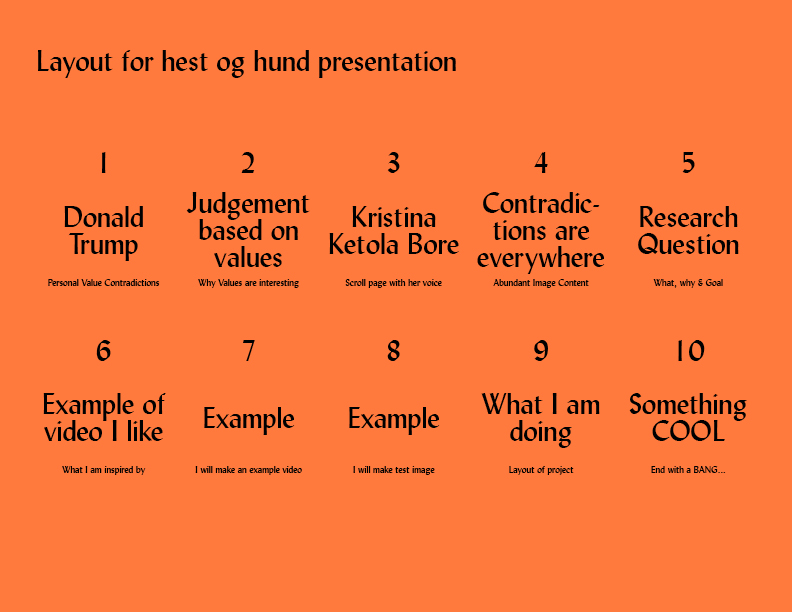 Layout for hest og hund presentation
1
Donald
Trump
Personal Value Contradictions
2
Judgement
based on
values
Why Values are interesting
3
Kristina
Ketola Bore
Scroll page with her voice
4
Contradic-
tions are
everywhere
Abundant Image Content
5
Research
Question
What, why & Goal
6
Example of
video I like
What I am inspired by
7
Example
I will make an example video
8
Example
I will make test image
9
What I am
doing
Layout of project
10
Something
COOL
End with a BANG...